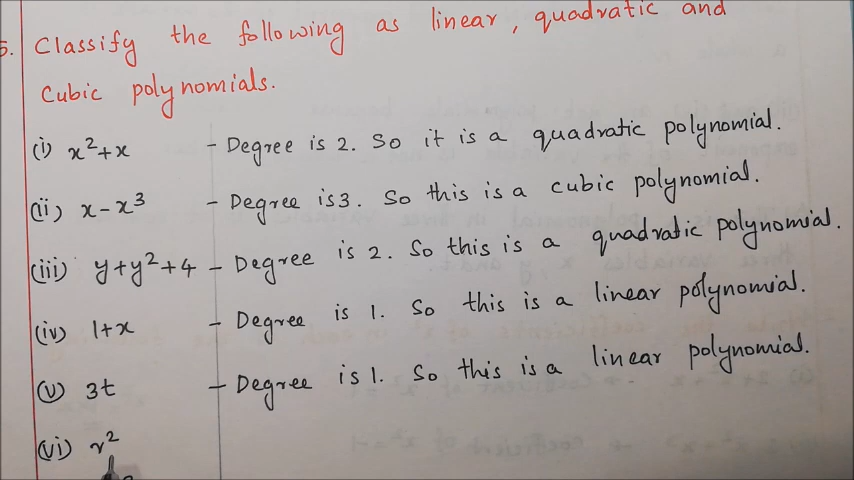 5. Classify the following as linear, quadratic and
Cubic polynomials.
(i) x²+x - Degree is 2. So it is a quadratic polynomial.
(ii) x-x³ - Degree is 3. So this is a cubic polynomial.
(iii) y+y²+4 - Degree is 2. So this is a quadratic polynomial.
(iv) 1+x - Degree is 1. So this is a linear polynomial.
(v) 3t - Degree is 1. So this is a linear polynomial.
(vi) r²